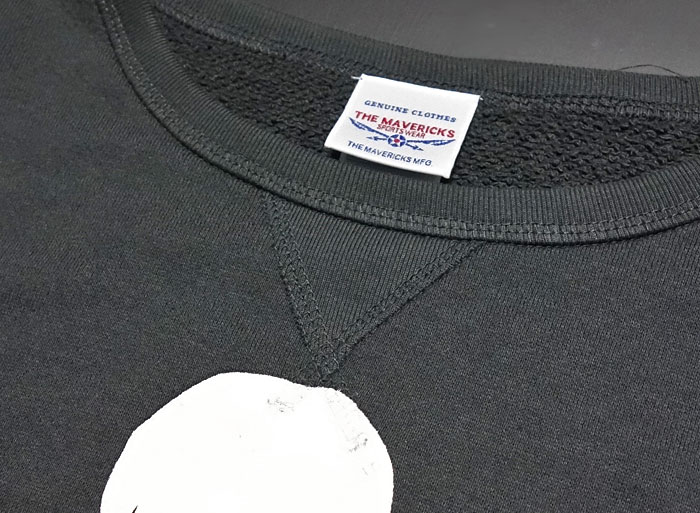 GENUINE CLOTHES
THE MAVERICKS
SPORTS WEAR
THE MAVERICKS MFG.